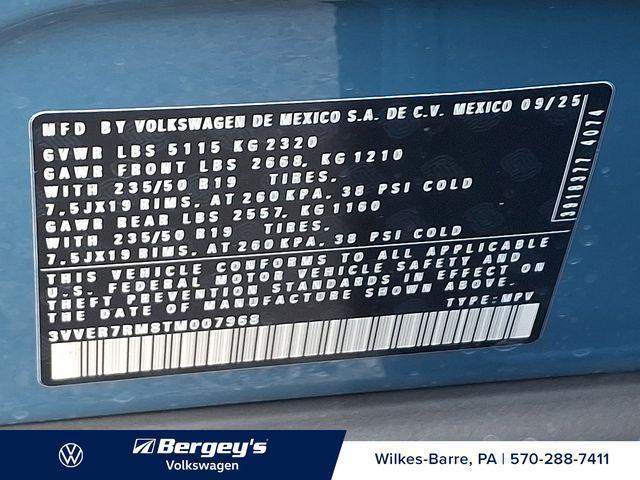 MFD BY VOLKSWAGEN DE MEXICO S.A. DE C.V. MEXICO 09/25
GVWR LBS 5115 KG 2320
GAWR FRONT LBS 2668, KG 1210
WITH 235/50 R19 TIRES.
7.5JX19 RIMS. AT 260 KPA, 38 PSI COLD
GAWR REAR LBS 2557, KG 1160
WITH 235/50 R19 TIRES.
7.5JX19 RIMS. AT 260 KPA, 38 PSI COLD
THIS VEHICLE CONFORMS TO ALL APPLICABLE
U.S. FEDERAL MOTOR VEHICLE SAFETY AND
THEFT PREVENTION STANDARDS IN EFFECT ON
THE DATE OF MANUFACTURE SHOWN ABOVE.
3VVER7RM8TM007968 TYPE: MPV
4074
Bergey's
Volkswagen
Wilkes-Barre, PA | 570-288-7411